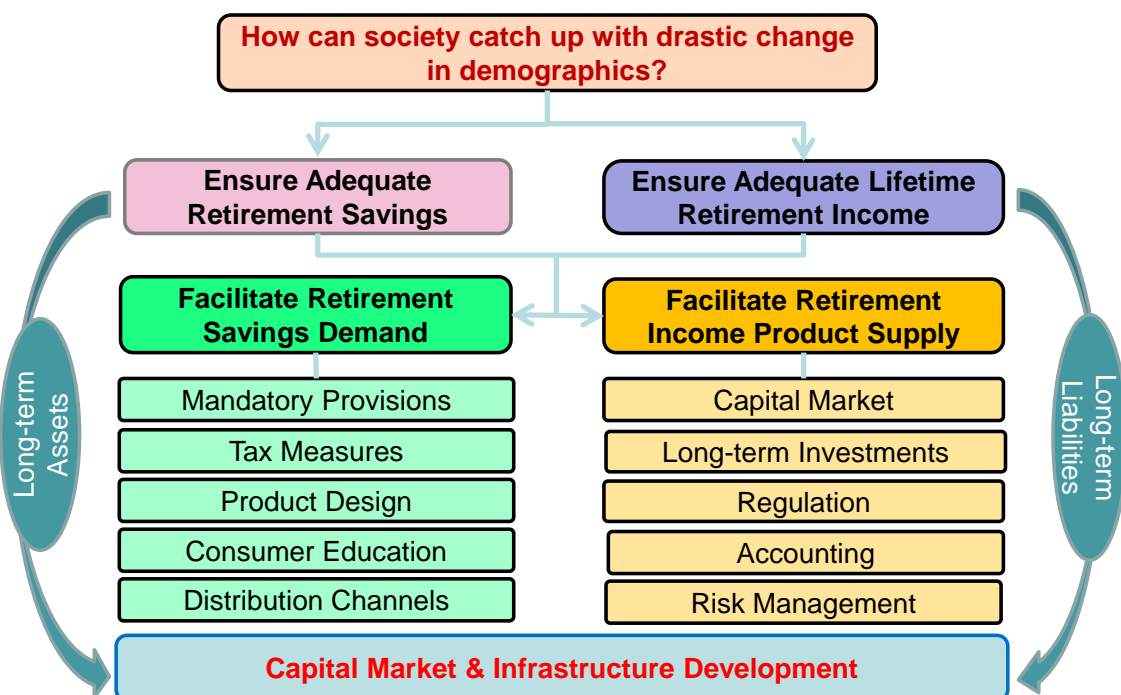 How can society catch up with drastic change
in demographics?
Ensure Adequate
Retirement Savings
Ensure Adequate Lifetime
Retirement Income
Facilitate Retirement
Savings Demand
Facilitate Retirement
Income Product Supply
Long-term
Assets
Mandatory Provisions
Tax Measures
Product Design
Consumer Education
Distribution Channels
Capital Market
Long-term Investments
Regulation
Accounting
Risk Management
Long-term
Liabilities
Capital Market & Infrastructure Development